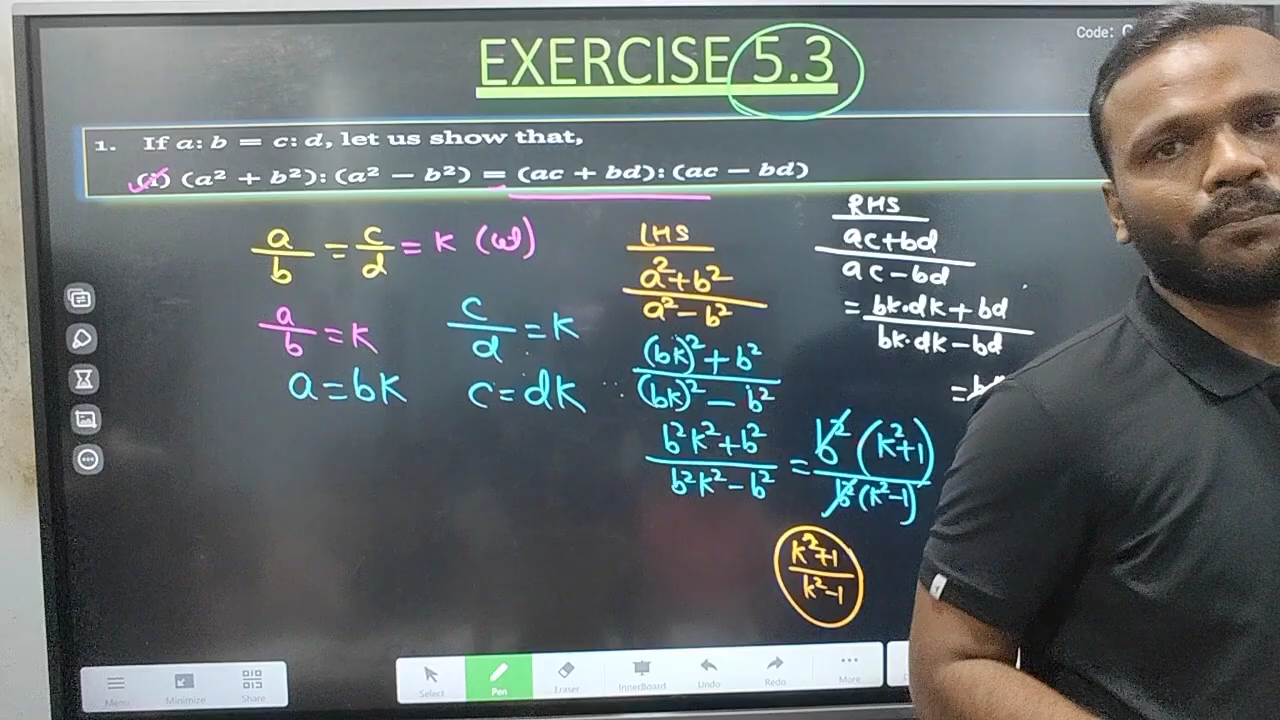 Code:
EXERCISE 5.3
1. If a : b = c : d, let us show that,
(i) (a² + b²) : (a² − b²) = (ac + bd) : (ac − bd)
a/b = c/d = K
a/b = K
c/d = K
a = bK
c = dK
LHS
a² + b² / a² − b²
(bK)² + b² / (bK)² − b²
b²K² + b² / b²K² − b² = b²(K²+1) / b²(K²−1)
K²+1 / K²−1
RHS
ac+bd / ac−bd
= bK·dK + bd / bK·dK − bd
=
Menu
Minimize
Share
Select
Pen
Eraser
InnerBoard
Undo
Redo
More